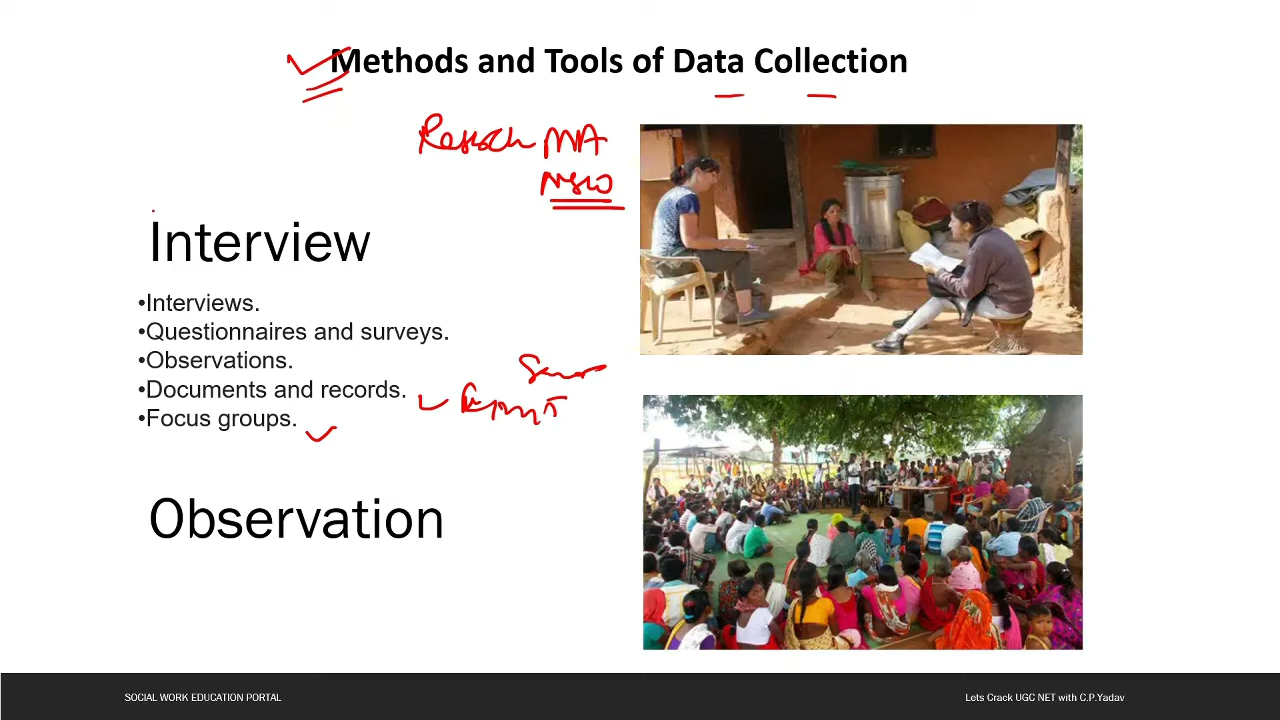 Methods and Tools of Data Collection
MA
MSW
Interview
•Interviews.
•Questionnaires and surveys.
•Observations.
•Documents and records.
•Focus groups.
Observation
SOCIAL WORK EDUCATION PORTAL
Lets Crack UGC NET with C.P.Yadav